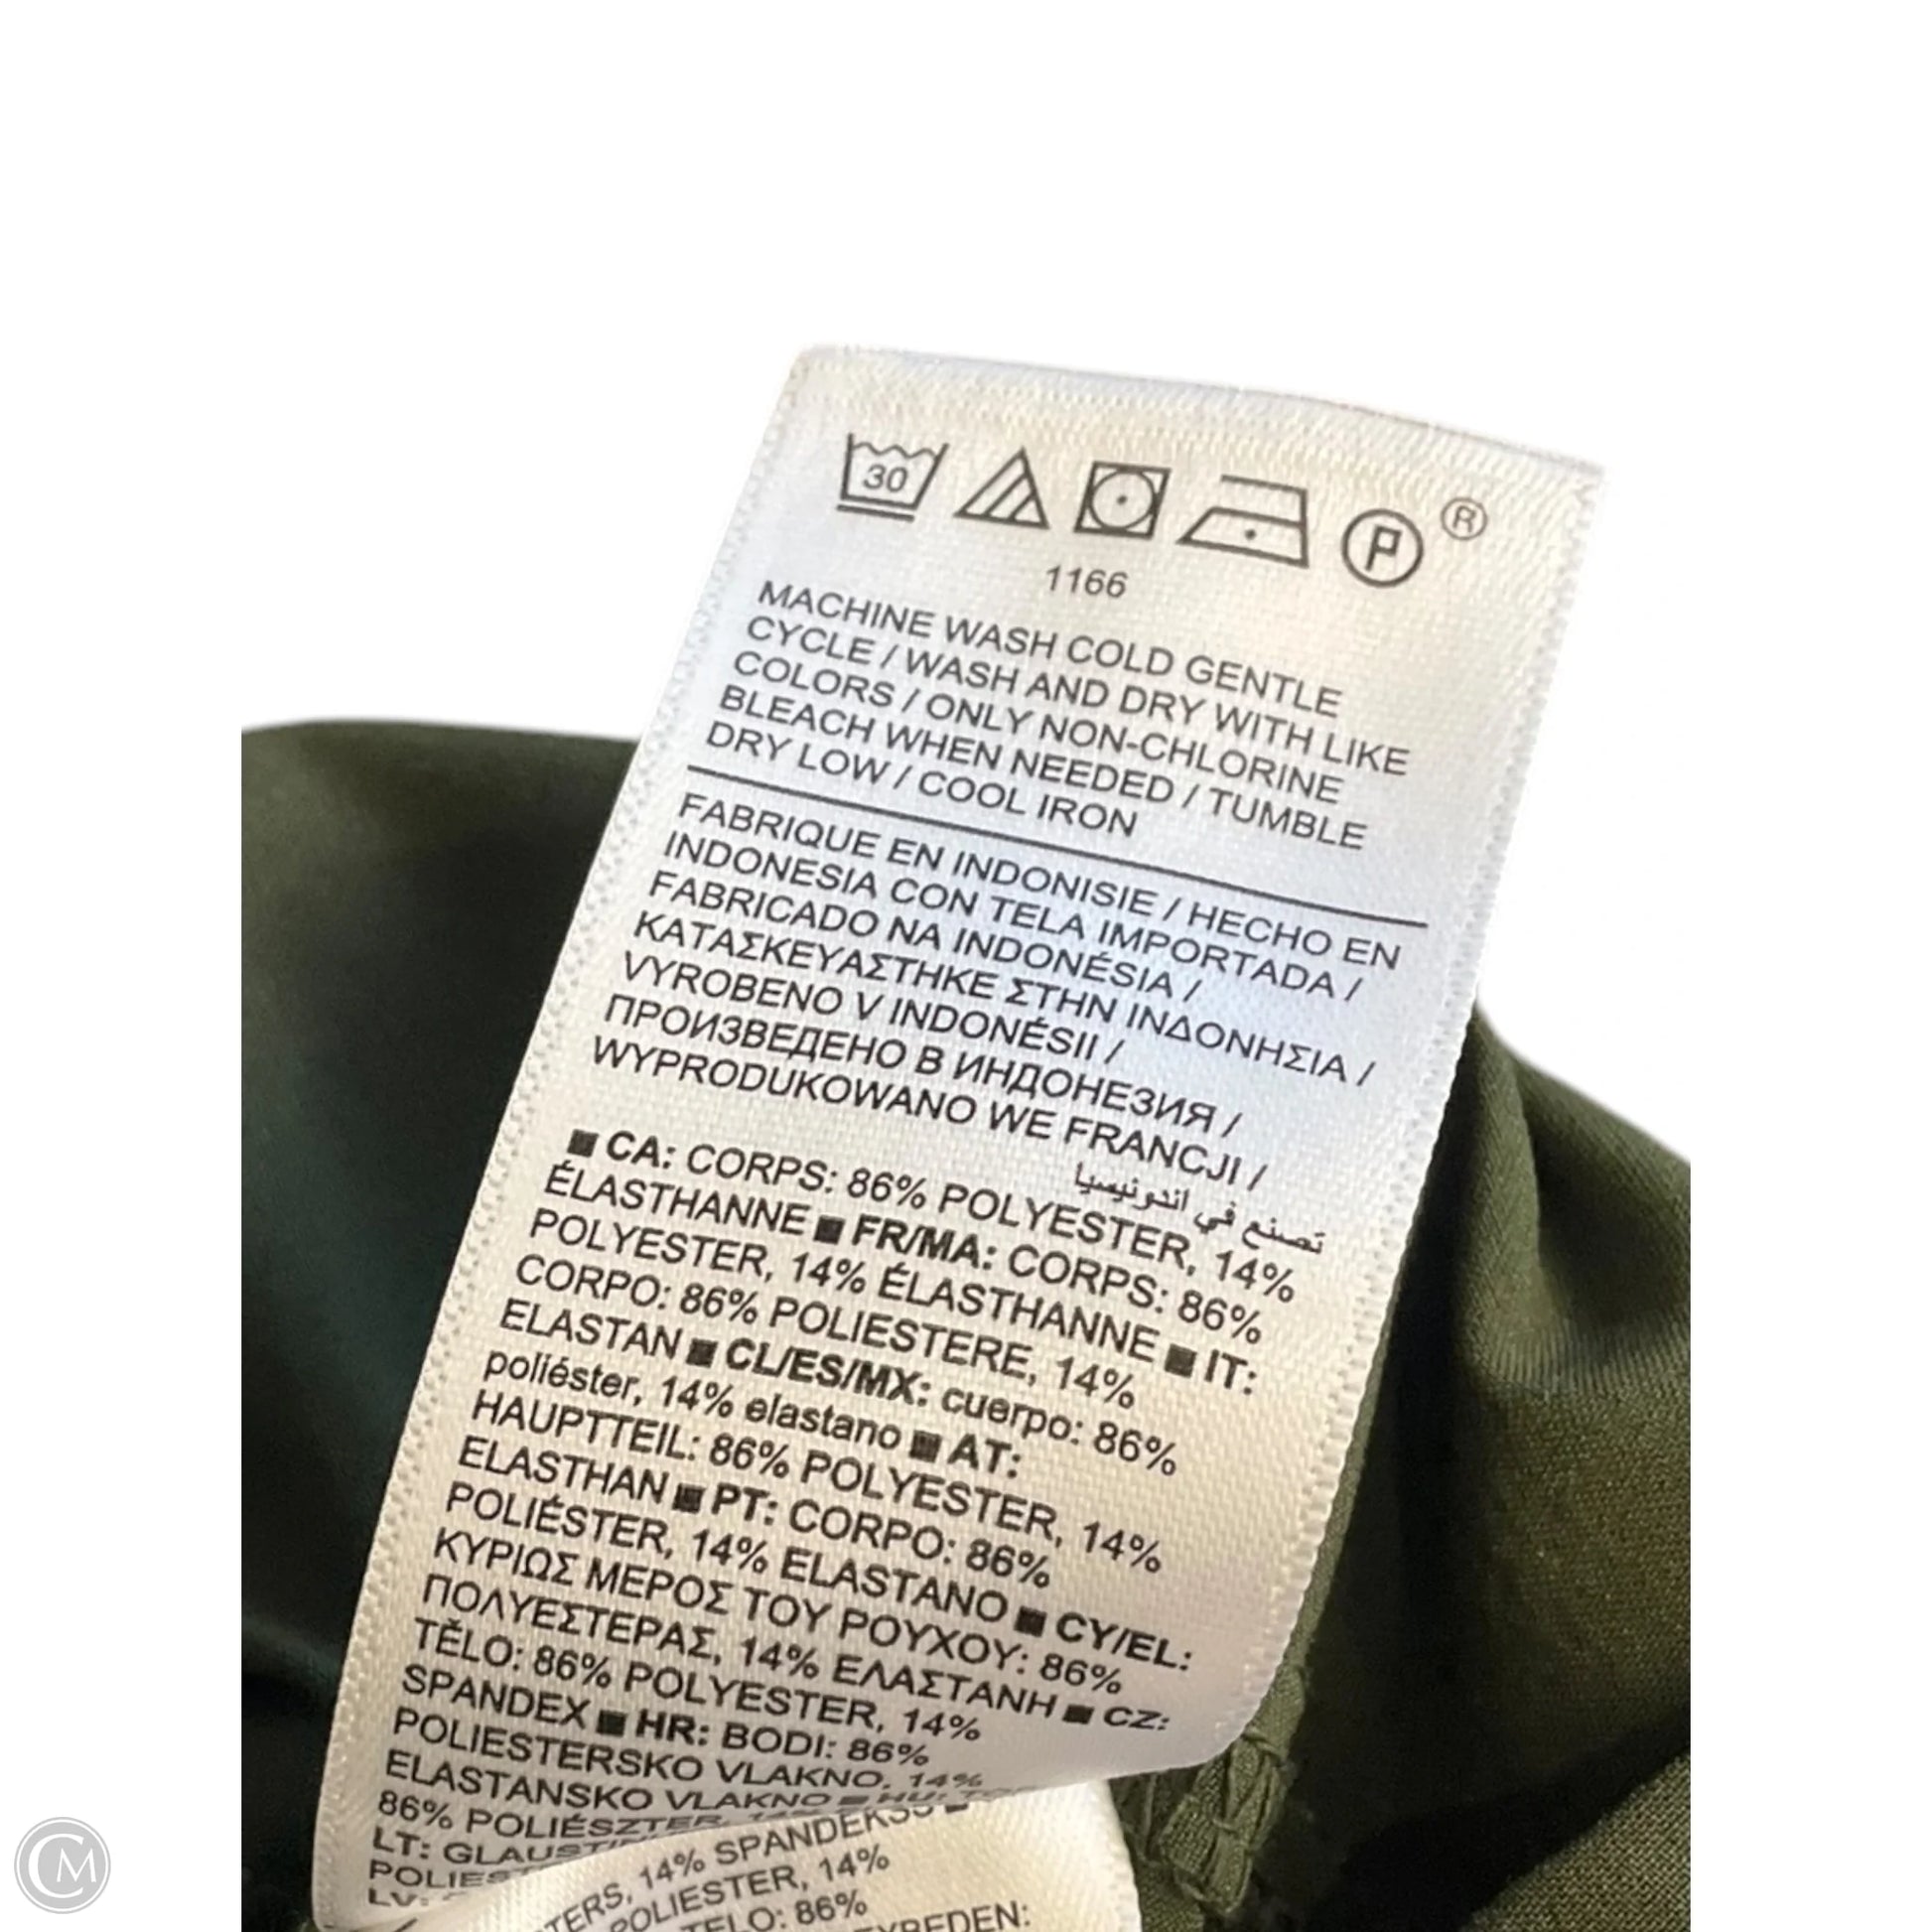 30 P ®
1166
MACHINE WASH COLD GENTLE
CYCLE / WASH AND DRY WITH LIKE
COLORS / ONLY NON-CHLORINE
BLEACH WHEN NEEDED / TUMBLE
DRY LOW / COOL IRON
FABRIQUE EN INDONISIE / HECHO EN
INDONESIA CON TELA IMPORTADA /
FABRICADO NA INDONÉSIA /
ΚΑΤΑΣΚΕΥΑΣΤΗΚΕ ΣΤΗΝ ΙΝΔΟΝΗΣΙΑ /
VYROBENO V INDONÉSII /
ПРОИЗВЕДЕНО В ИНДОНЕЗИЯ /
WYPRODUKOWANO WE FRANCJI /
تصنع في اندونيسيا
■ CA: CORPS: 86% POLYESTER, 14%
ÉLASTHANNE ■ FR/MA: CORPS: 86%
POLYESTER, 14% ÉLASTHANNE ■ IT:
CORPO: 86% POLIESTERE, 14%
ELASTAN ■ CL/ES/MX: cuerpo: 86%
poliéster, 14% elastano ■ AT:
HAUPTTEIL: 86% POLYESTER, 14%
ELASTHAN ■ PT: CORPO: 86%
POLIÉSTER, 14% ELASTANO ■ CY/EL:
ΚΥΡΙΩΣ ΜΕΡΟΣ ΤΟΥ ΡΟΥΧΟΥ: 86%
ΠΟΛΥΕΣΤΕΡΑΣ, 14% ΕΛΑΣΤΑΝΗ ■ CZ:
TĚLO: 86% POLYESTER, 14%
SPANDEX ■ HR: BODI: 86%
POLIESTERSKO VLAKNO, 14%
ELASTANSKO VLAKNO ■ HU:
86% POLIÉSZTER, 14%
LT:
LV:
14% SPANDEKSS ■
POLIESTER, 14%
86%
CM